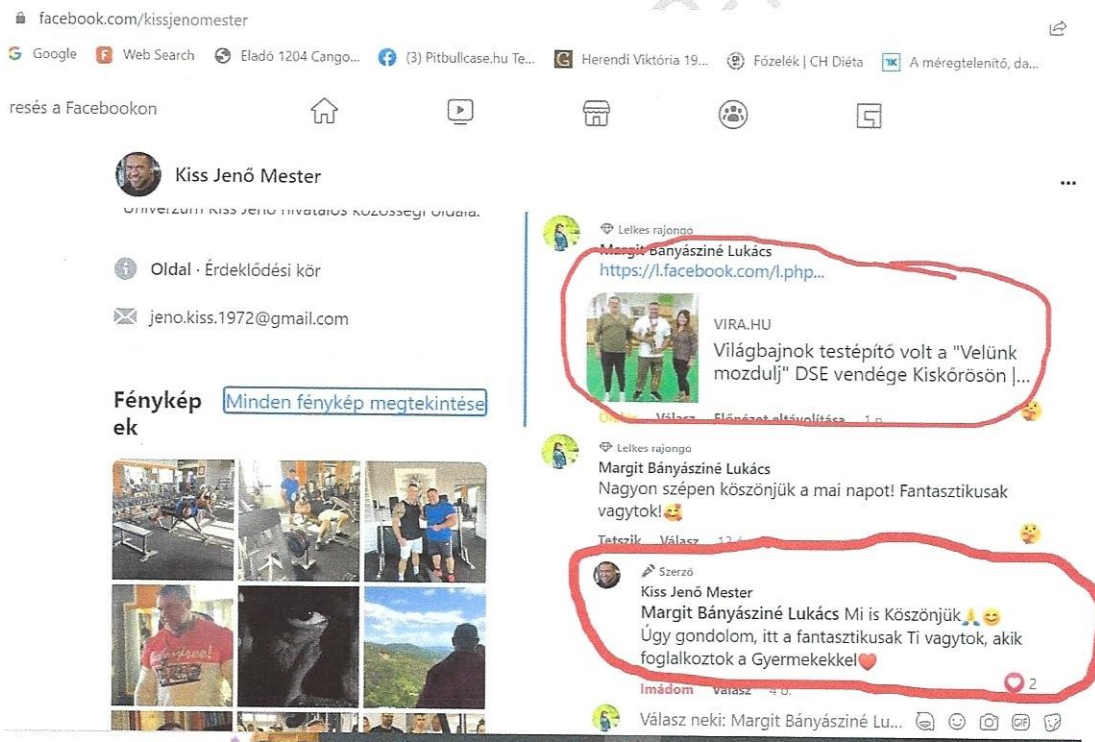 facebook.com/kissjenomester
Google Web Search Eladó 1204 Cango... (3) Pitbullcase.hu Te... Herendi Viktória 19... Főzelék | CH Diéta A méregtelenítő, da...
resés a Facebookon
Kiss Jenő Mester
Univerzum Kiss Jenő hivatalos közösségi oldala.
Oldal · Érdeklődési kör
jeno.kiss.1972@gmail.com
Fénykép
ek
Minden fénykép megtekintése
Lelkes rajongó
Margit Bányásziné Lukács
https://l.facebook.com/l.php...
VIRA.HU
Világbajnok testépítő volt a "Velünk
mozdulj" DSE vendége Kiskőrösön |...
Válasz Előnézet eltávolítása 1 p.
Lelkes rajongó
Margit Bányásziné Lukács
Nagyon szépen köszönjük a mai napot! Fantasztikusak
vagytok!🥰
Tetszik Válasz
Szerző
Kiss Jenő Mester
Margit Bányásziné Lukács Mi is Köszönjük🙏😊
Úgy gondolom, itt a fantasztikusak Ti vagytok, akik
foglalkoztok a Gyermekekkel❤️
2
Imádom Válasz 4 ó.
Válasz neki: Margit Bányásziné Lu... GIF